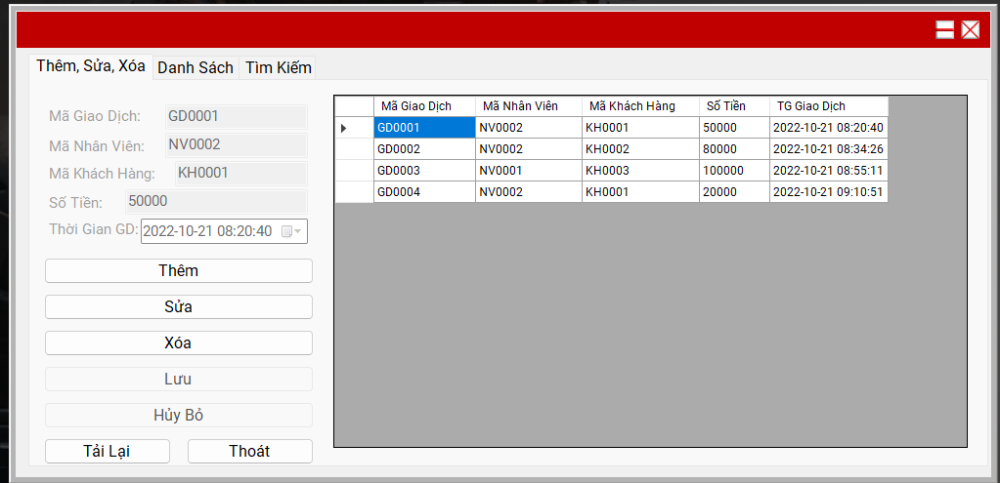 Thêm, Sửa, Xóa Danh Sách Tìm Kiếm
Mã Giao Dịch: GD0001
Mã Nhân Viên: NV0002
Mã Khách Hàng: KH0001
Số Tiền: 50000
Thời Gian GD: 2022-10-21 08:20:40
Thêm
Sửa
Xóa
Lưu
Hủy Bỏ
Tải Lại Thoát
Mã Giao Dịch Mã Nhân Viên Mã Khách Hàng Số Tiền TG Giao Dịch
GD0001 NV0002 KH0001 50000 2022-10-21 08:20:40
GD0002 NV0002 KH0002 80000 2022-10-21 08:34:26
GD0003 NV0001 KH0003 100000 2022-10-21 08:55:11
GD0004 NV0002 KH0001 20000 2022-10-21 09:10:51